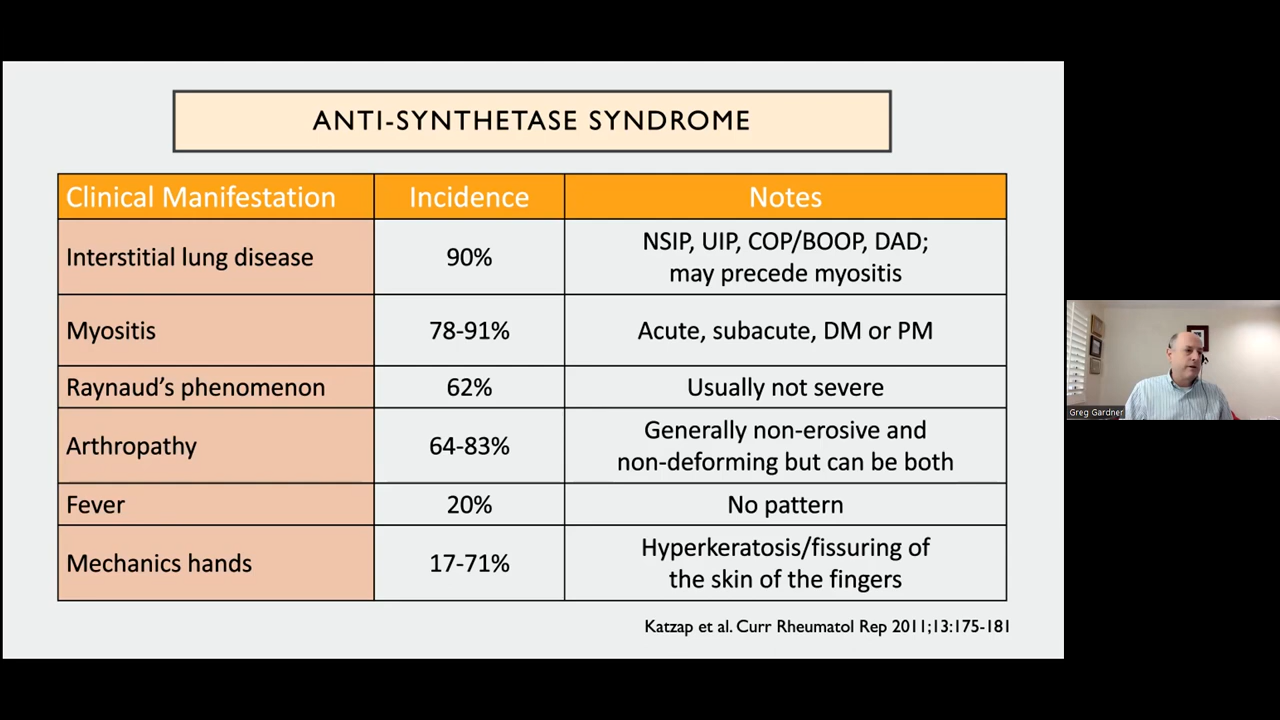 ANTI-SYNTHETASE SYNDROME
Clinical Manifestation Incidence Notes
Interstitial lung disease 90% NSIP, UIP, COP/BOOP, DAD;
may precede myositis
Myositis 78-91% Acute, subacute, DM or PM
Raynaud's phenomenon 62% Usually not severe
Arthropathy 64-83% Generally non-erosive and
non-deforming but can be both
Fever 20% No pattern
Mechanics hands 17-71% Hyperkeratosis/fissuring of
the skin of the fingers
Katzap et al. Curr Rheumatol Rep 2011;13:175-181
Greg Gardner